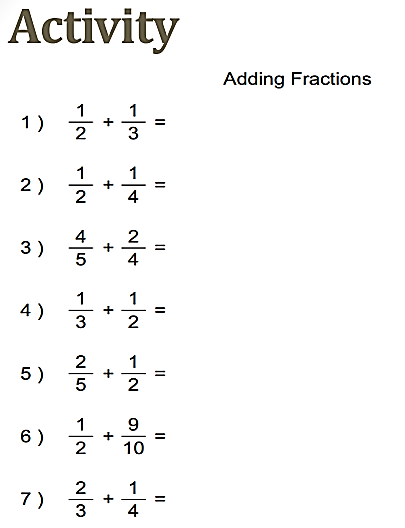 Activity
Adding Fractions
1 ) 1/2 + 1/3 =
2 ) 1/2 + 1/4 =
3 ) 4/5 + 2/4 =
4 ) 1/3 + 1/2 =
5 ) 2/5 + 1/2 =
6 ) 1/2 + 9/10 =
7 ) 2/3 + 1/4 =